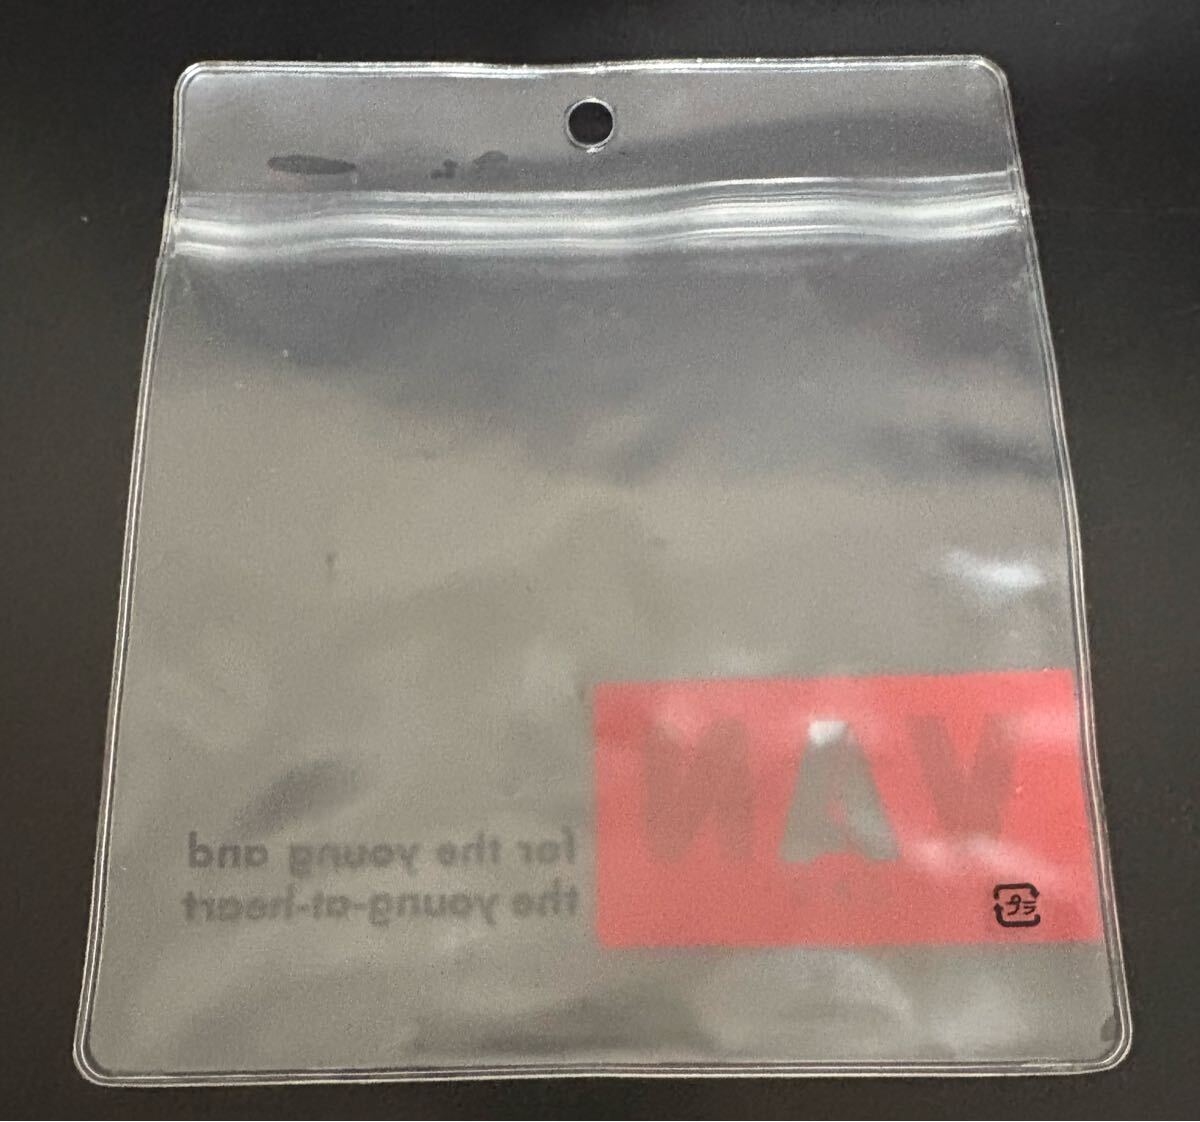 VAN
for the young and
the young-at-heart
プラ